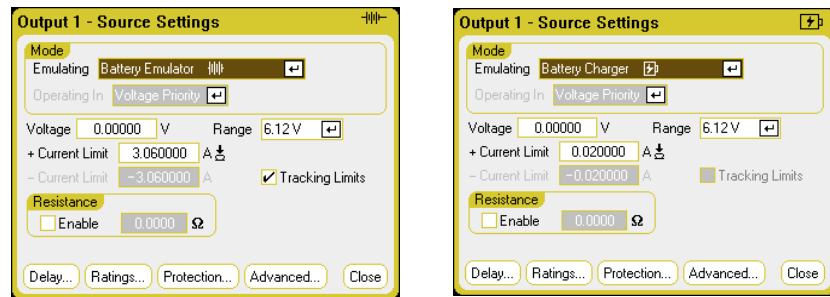 Output 1 - Source Settings
Mode
Emulating Battery Emulator
Operating In Voltage Priority
Voltage 0.00000 V Range 6.12 V
+ Current Limit 3.060000 A
- Current Limit -3.060000 A Tracking Limits
Resistance
Enable 0.0000 Ω
Delay... Ratings... Protection... Advanced... Close
Output 1 - Source Settings
Mode
Emulating Battery Charger
Operating In Voltage Priority
Voltage 0.00000 V Range 6.12 V
+ Current Limit 0.020000 A
- Current Limit -0.020000 A Tracking Limits
Resistance
Enable 0.0000 Ω
Delay... Ratings... Protection... Advanced... Close